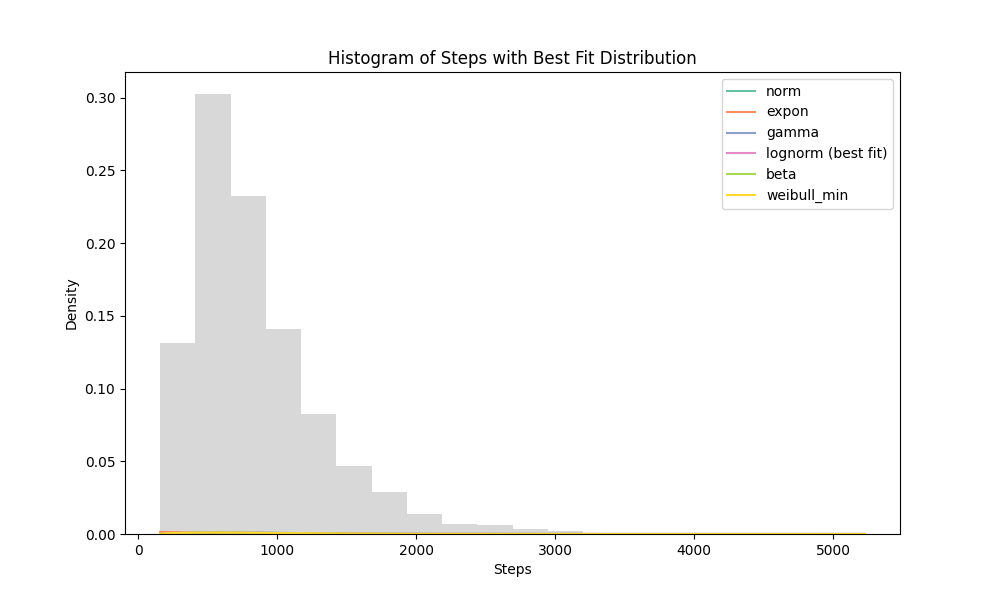 Histogram of Steps with Best Fit Distribution
norm
expon
gamma
lognorm (best fit)
beta
weibull_min
Density
0.30
0.25
0.20
0.15
0.10
0.05
0.00
0 1000 2000 3000 4000 5000
Steps